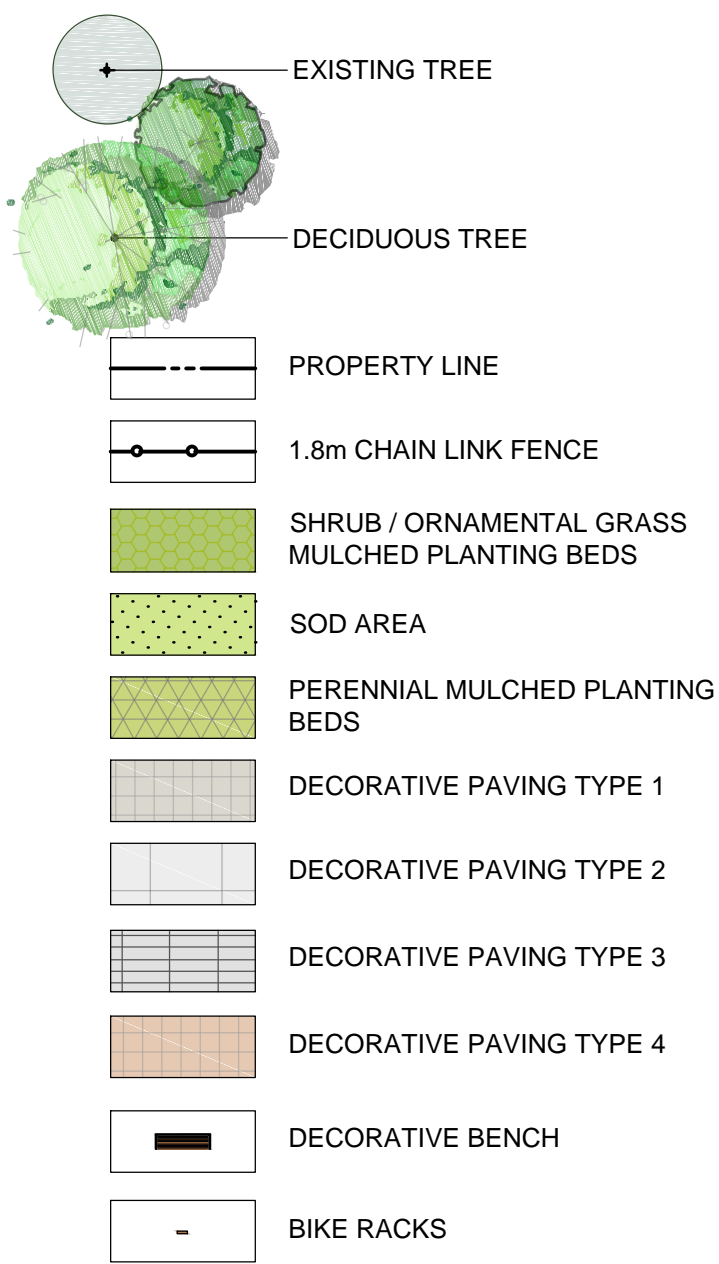 EXISTING TREE
DECIDUOUS TREE
PROPERTY LINE
1.8m CHAIN LINK FENCE
SHRUB / ORNAMENTAL GRASS
MULCHED PLANTING BEDS
SOD AREA
PERENNIAL MULCHED PLANTING
BEDS
DECORATIVE PAVING TYPE 1
DECORATIVE PAVING TYPE 2
DECORATIVE PAVING TYPE 3
DECORATIVE PAVING TYPE 4
DECORATIVE BENCH
BIKE RACKS